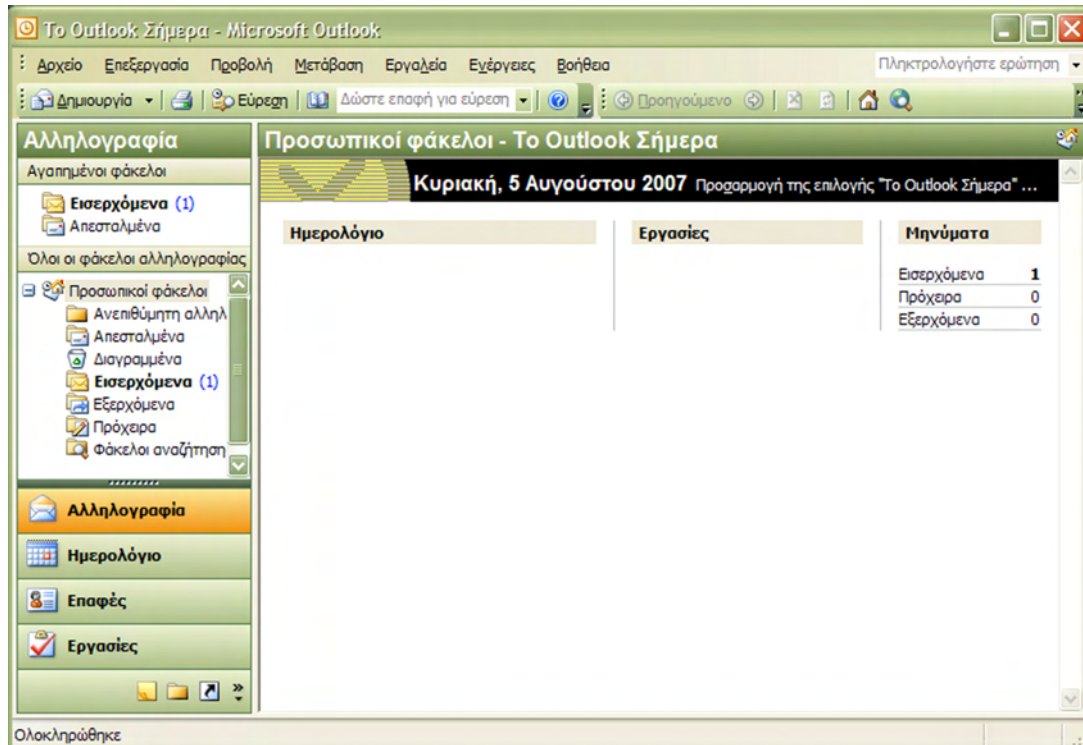 Το Outlook Σήμερα - Microsoft Outlook
Αρχείο Επεξεργασία Προβολή Μετάβαση Εργαλεία Ενέργειες Βοήθεια Πληκτρολογήστε ερώτηση
Δημιουργία Εύρεση Δώστε επαφή για εύρεση Προηγούμενο
Αλληλογραφία
Αγαπημένοι φάκελοι
Εισερχόμενα (1)
Απεσταλμένα
Όλοι οι φάκελοι αλληλογραφίας
Προσωπικοί φάκελοι
Ανεπιθύμητη αλληλ
Απεσταλμένα
Διαγραμμένα
Εισερχόμενα (1)
Εξερχόμενα
Πρόχειρα
Φάκελοι αναζήτηση
Αλληλογραφία
Ημερολόγιο
Επαφές
Εργασίες
Προσωπικοί φάκελοι - Το Outlook Σήμερα
Κυριακή, 5 Αυγούστου 2007 Προσαρμογή της επιλογής "Το Outlook Σήμερα" ...
Ημερολόγιο
Εργασίες
Μηνύματα
Εισερχόμενα 1
Πρόχειρα 0
Εξερχόμενα 0
Ολοκληρώθηκε